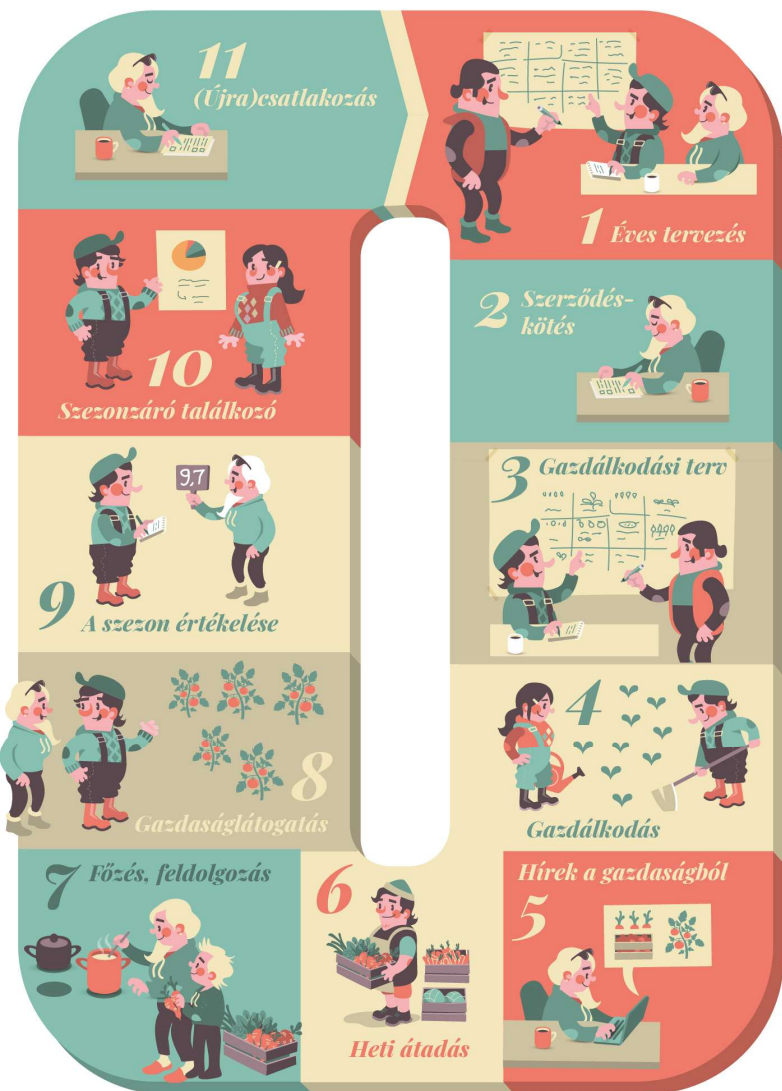 1 Éves tervezés
2 Szerződés-
kötés
3 Gazdálkodási terv
4
Gazdálkodás
Hírek a gazdaságból
5
6
Heti átadás
7 Főzés, feldolgozás
8
Gazdaságlátogatás
9,7
9 A szezon értékelése
10
Szezonzáró találkozó
11
(Újra)csatlakozás